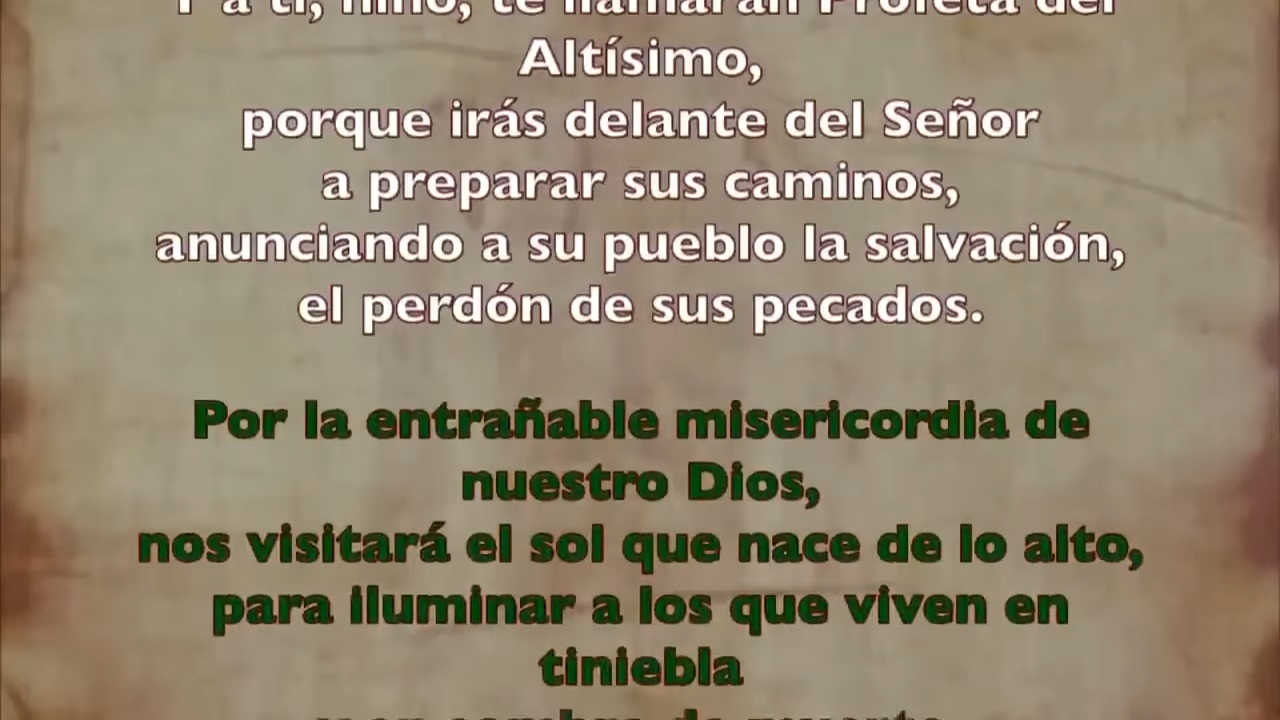 Y a ti, niño, te llamarán Profeta del
Altísimo,
porque irás delante del Señor
a preparar sus caminos,
anunciando a su pueblo la salvación,
el perdón de sus pecados.
Por la entrañable misericordia de
nuestro Dios,
nos visitará el sol que nace de lo alto,
para iluminar a los que viven en
tiniebla